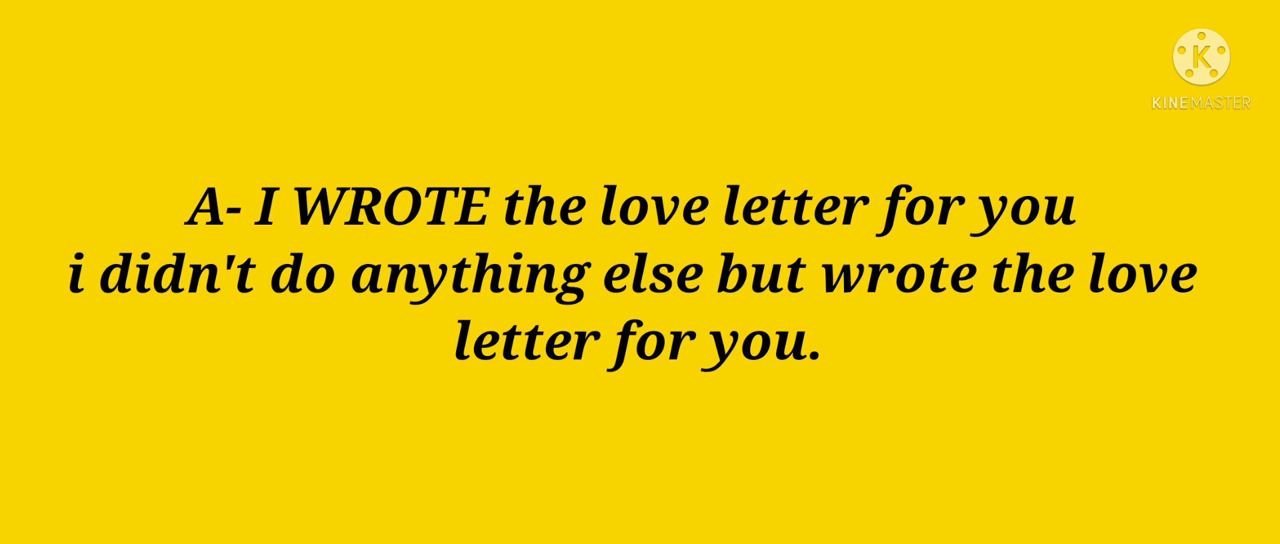 K
KINEMASTER
A- I WROTE the love letter for you
i didn't do anything else but wrote the love
letter for you.